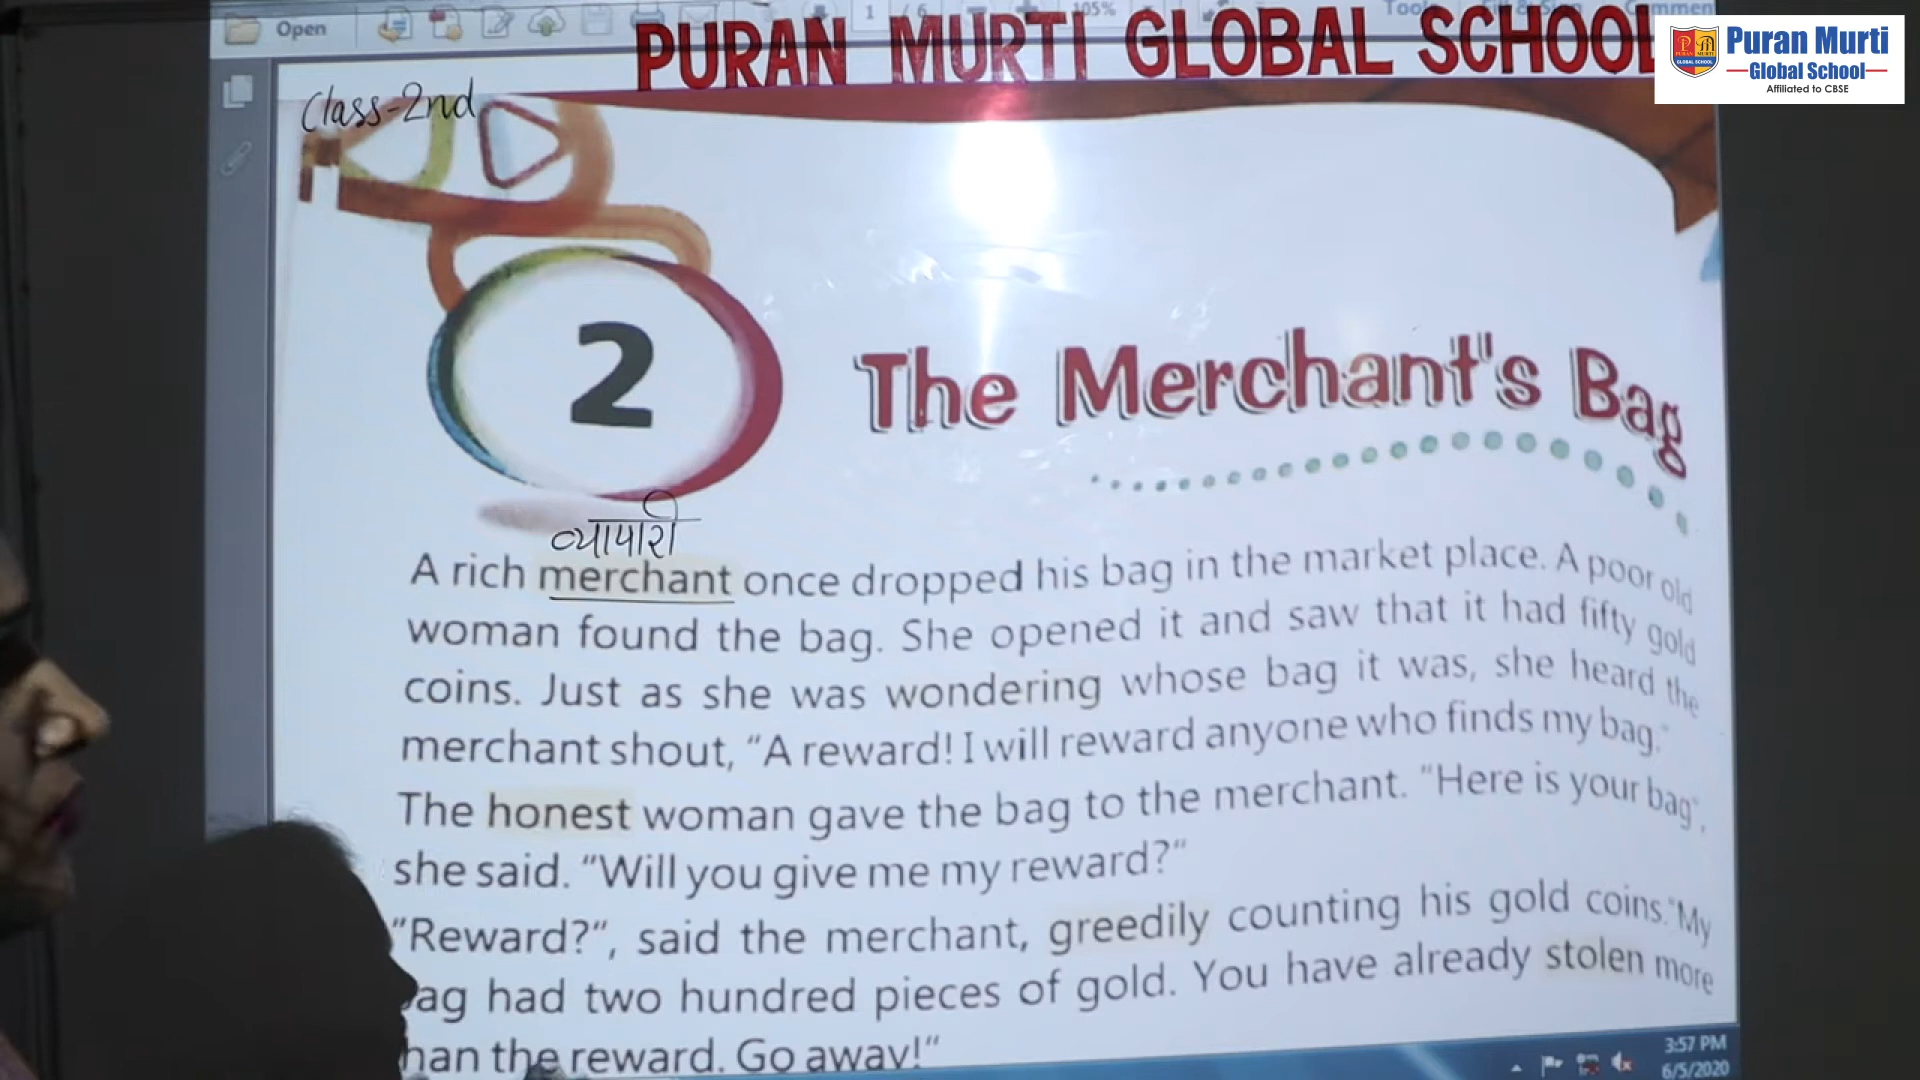 Open
1 / 6
105%
Comment
PURAN MURTI GLOBAL SCHOOL
Puran Murti
Global School
Affiliated to CBSE
Class-2nd
2
The Merchant's Bag
व्यापारी
A rich merchant once dropped his bag in the market place. A poor old
woman found the bag. She opened it and saw that it had fifty gold
coins. Just as she was wondering whose bag it was, she heard the
merchant shout, “A reward! I will reward anyone who finds my bag.”
The honest woman gave the bag to the merchant. “Here is your bag”,
she said. “Will you give me my reward?“
“Reward?“, said the merchant, greedily counting his gold coins.“My
ag had two hundred pieces of gold. You have already stolen more
han the reward. Go away!“
3:57 PM
6/5/2020